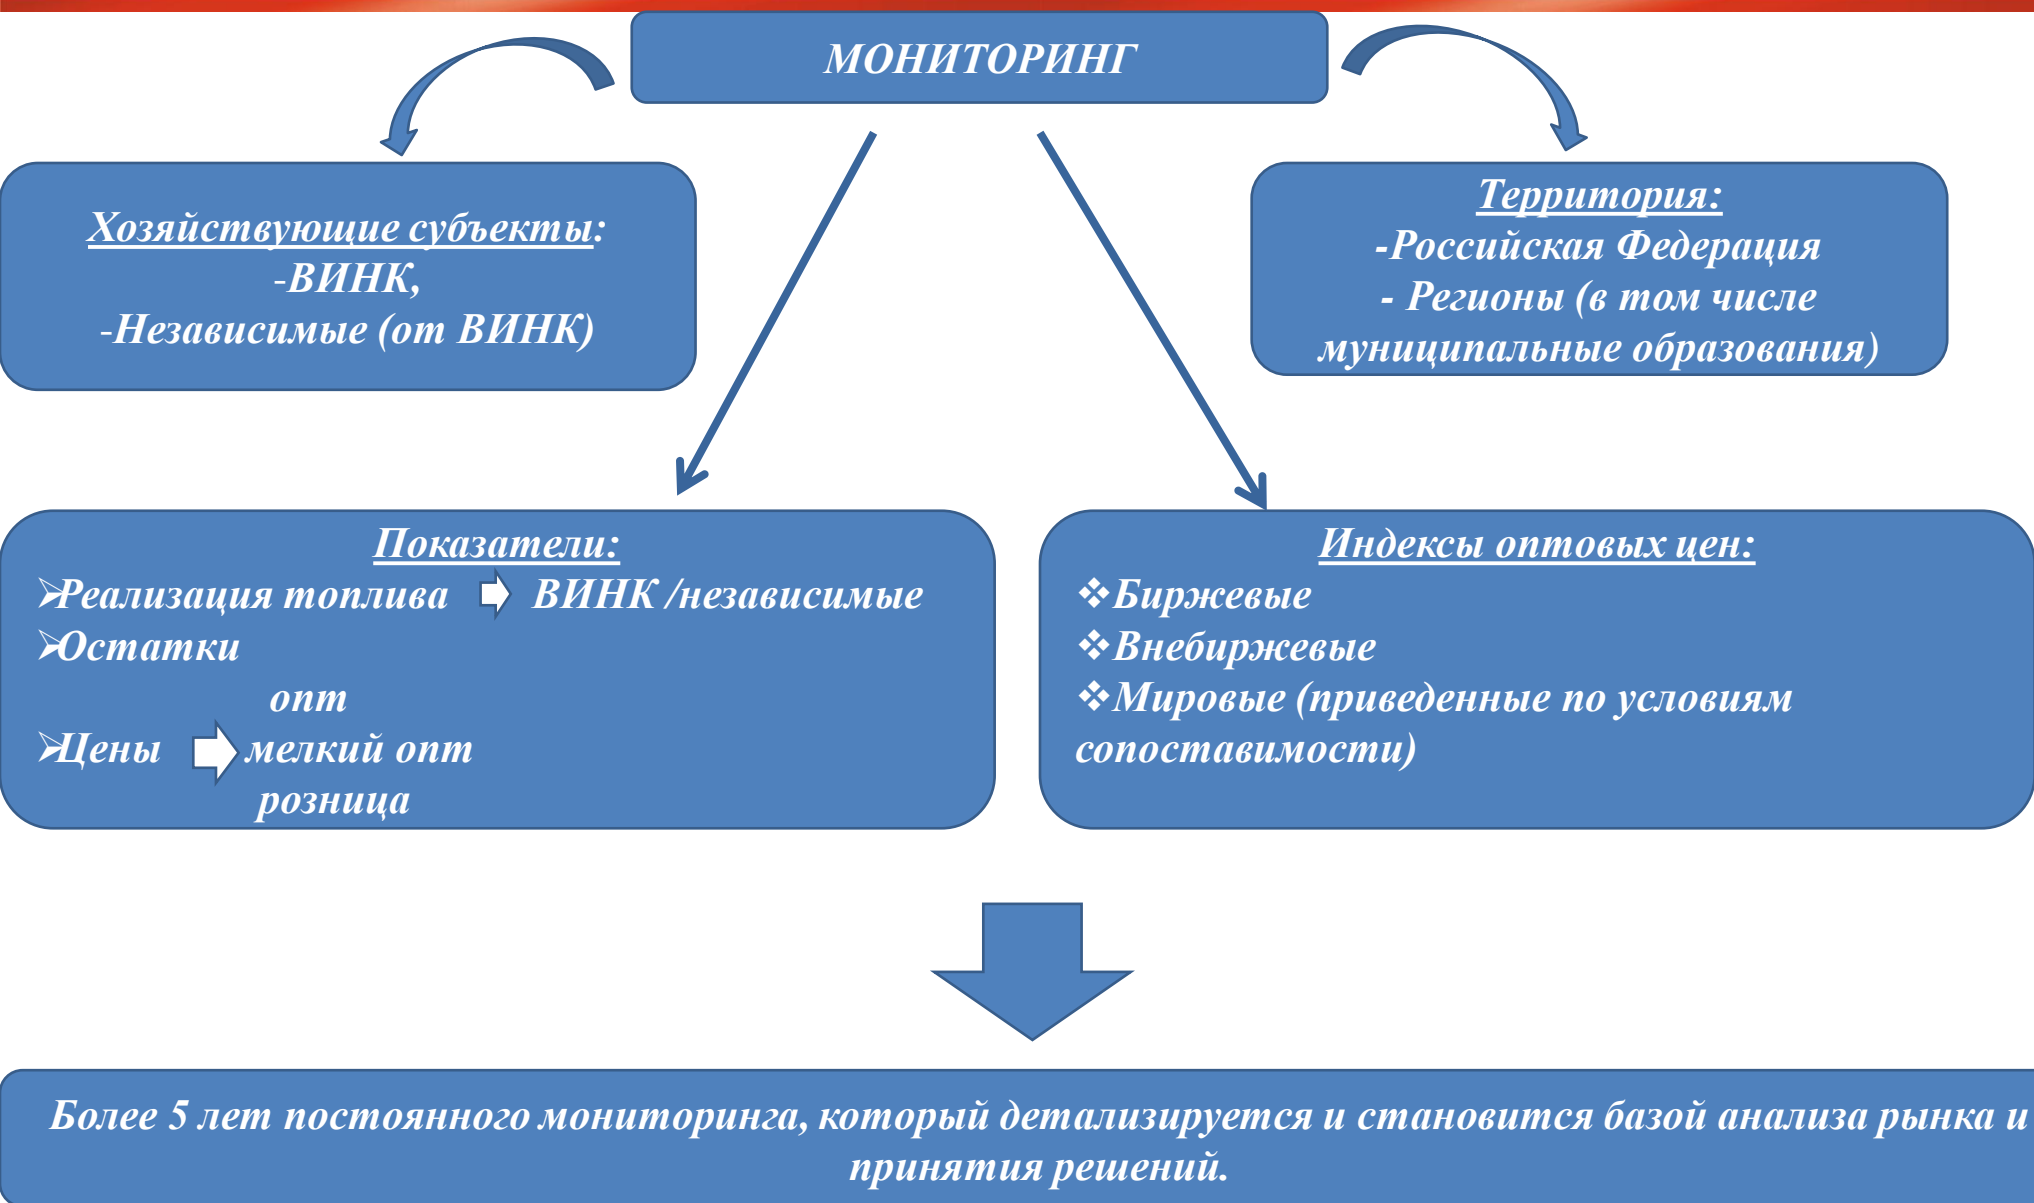 МОНИТОРИНГ
Хозяйствующие субъекты:
-ВИНК,
-Независимые (от ВИНК)
Территория:
-Российская Федерация
- Регионы (в том числе
муниципальные образования)
Показатели:
Реализация топлива ВИНК /независимые
Остатки
опт
Цены мелкий опт
розница
Индексы оптовых цен:
Биржевые
Внебиржевые
Мировые (приведенные по условиям
сопоставимости)
Более 5 лет постоянного мониторинга, который детализируется и становится базой анализа рынка и
принятия решений.